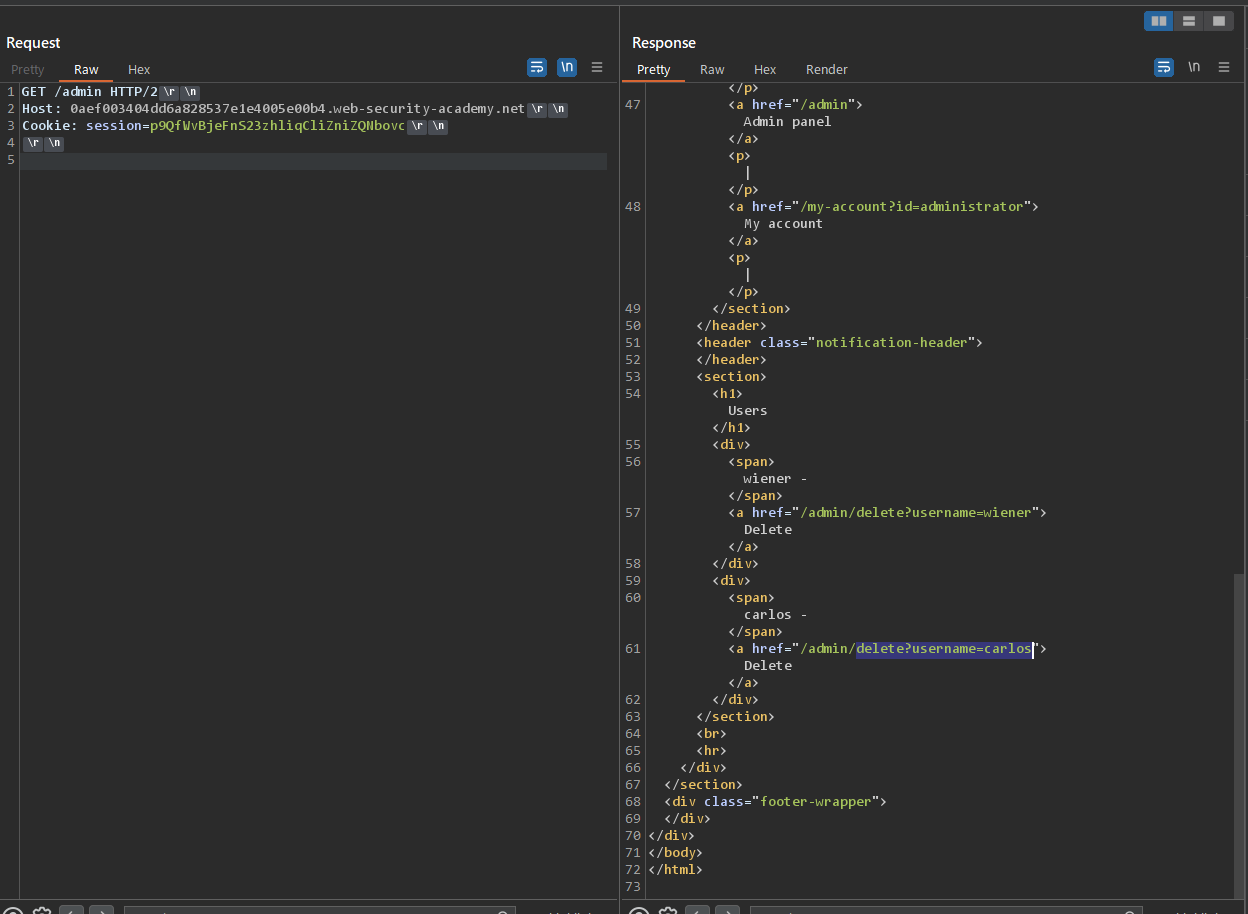 Request
Pretty Raw Hex \n
1 GET /admin HTTP/2 \r \n
2 Host: 0aef003404dd6a828537e1e4005e00b4.web-security-academy.net \r \n
3 Cookie: session=p9QfWvBjeFnS23zhliqCliZniZQNbovc \r \n
4 \r \n
5
Response
Pretty Raw Hex Render \n
</p>
47 <a href="/admin">
Admin panel
</a>
<p>
|
</p>
48 <a href="/my-account?id=administrator">
My account
</a>
<p>
|
</p>
49 </section>
50 </header>
51 <header class="notification-header">
52 </header>
53 <section>
54 <h1>
Users
</h1>
55 <div>
56 <span>
wiener -
</span>
57 <a href="/admin/delete?username=wiener">
Delete
</a>
58 </div>
59 <div>
60 <span>
carlos -
</span>
61 <a href="/admin/delete?username=carlos">
Delete
</a>
62 </div>
63 </section>
64 <br>
65 <hr>
66 </div>
67 </section>
68 <div class="footer-wrapper">
69 </div>
70 </div>
71 </body>
72 </html>
73